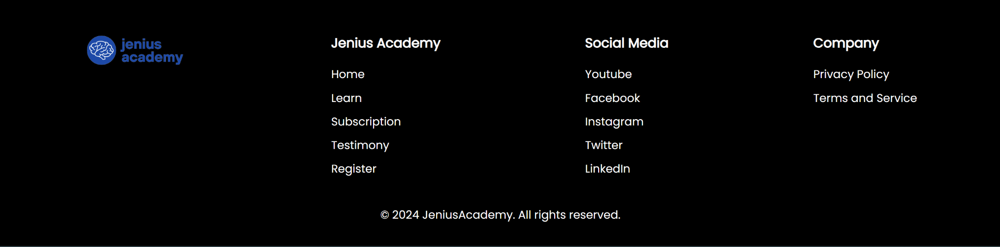 jenius
academy
Jenius Academy
Home
Learn
Subscription
Testimony
Register
Social Media
Youtube
Facebook
Instagram
Twitter
LinkedIn
Company
Privacy Policy
Terms and Service
© 2024 JeniusAcademy. All rights reserved.